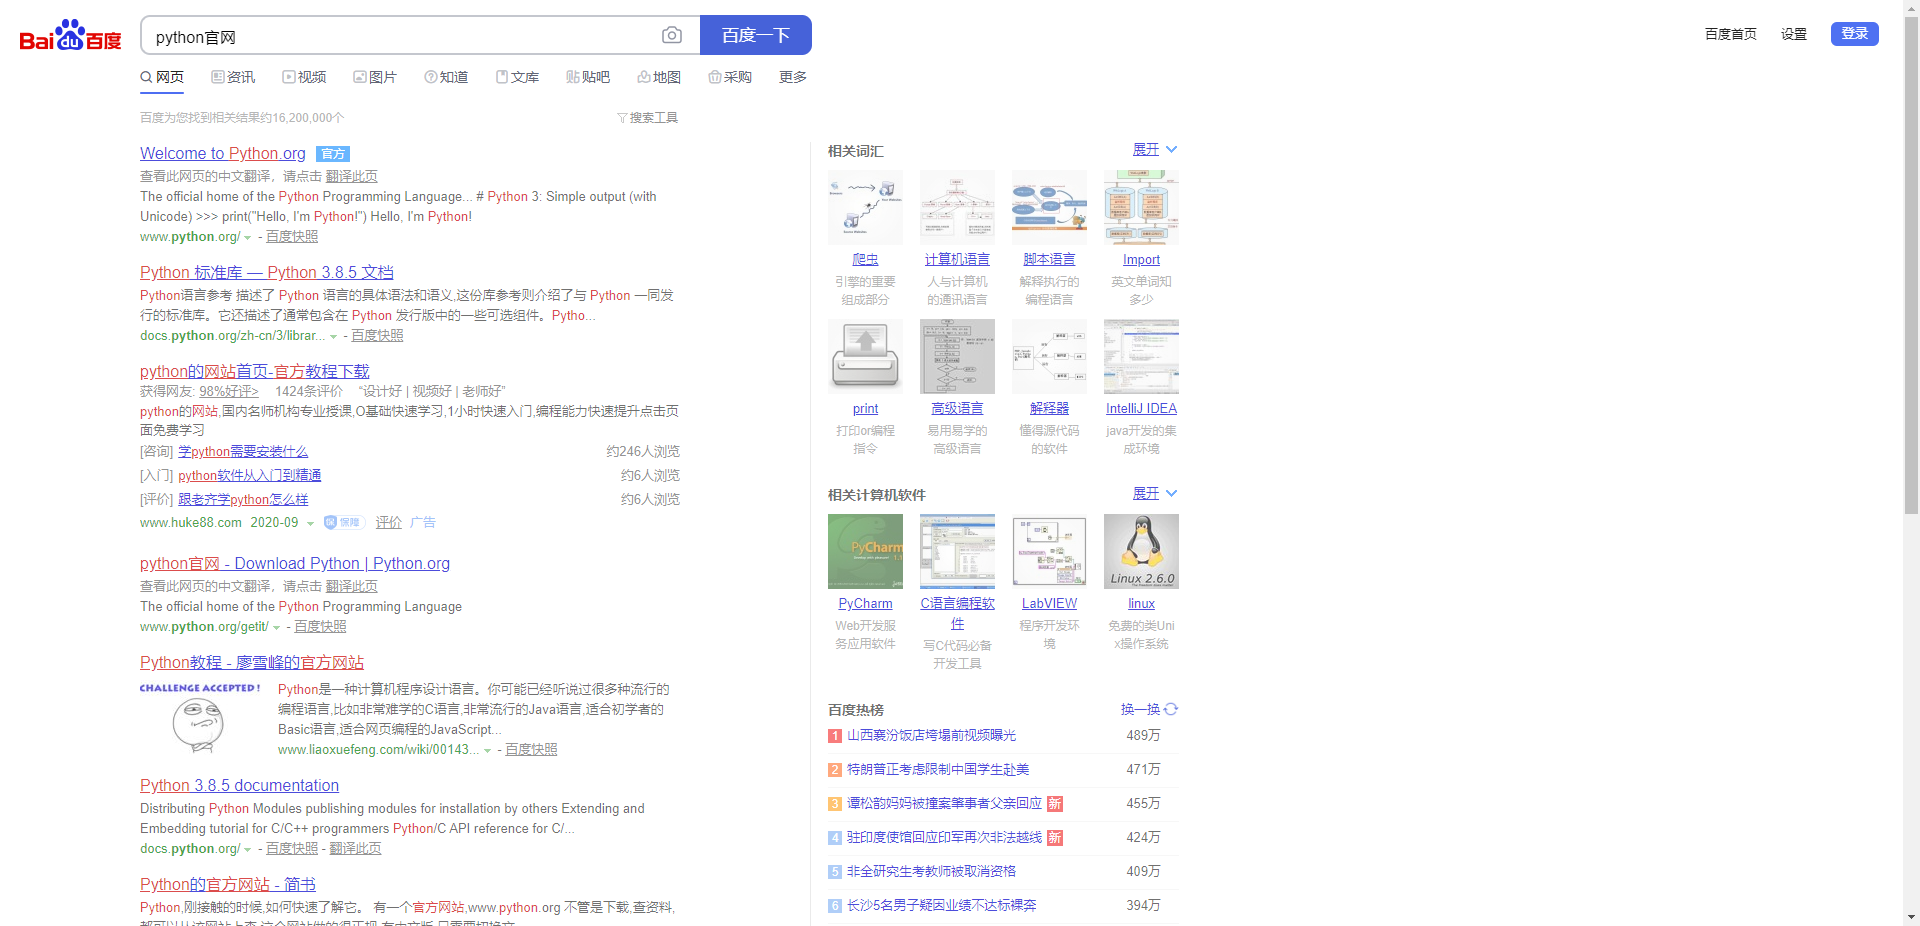 Bai du 百度
python官网
百度一下
百度首页 设置 登录
网页 资讯 视频 图片 知道 文库 贴吧 地图 采购 更多
百度为您找到相关结果约16,200,000个 搜索工具
Welcome to Python.org 官方
查看此网页的中文翻译，请点击 翻译此页
The official home of the Python Programming Language... # Python 3: Simple output (with
Unicode) >>> print("Hello, I'm Python!") Hello, I'm Python!
www.python.org/ - 百度快照
Python 标准库 — Python 3.8.5 文档
Python语言参考 描述了 Python 语言的具体语法和语义,这份库参考则介绍了与 Python 一同发
行的标准库。它还描述了通常包含在 Python 发行版中的一些可选组件。Pytho...
docs.python.org/zh-cn/3/librar... - 百度快照
python的网站首页-官方教程下载
获得网友: 98%好评> 1424条评价 “设计好 | 视频好 | 老师好”
python的网站,国内名师机构专业授课,O基础快速学习,1小时快速入门,编程能力快速提升点击页
面免费学习
[咨询] 学python需要安装什么 约246人浏览
[入门] python软件从入门到精通 约6人浏览
[评价] 跟老齐学python怎么样 约6人浏览
www.huke88.com 2020-09 保障 评价 广告
python官网 - Download Python | Python.org
查看此网页的中文翻译，请点击 翻译此页
The official home of the Python Programming Language
www.python.org/getit/ - 百度快照
Python教程 - 廖雪峰的官方网站
CHALLENGE ACCEPTED!
Python是一种计算机程序设计语言。你可能已经听说过很多种流行的
编程语言,比如非常难学的C语言,非常流行的Java语言,适合初学者的
Basic语言,适合网页编程的JavaScript...
www.liaoxuefeng.com/wiki/00143... - 百度快照
Python 3.8.5 documentation
Distributing Python Modules publishing modules for installation by others Extending and
Embedding tutorial for C/C++ programmers Python/C API reference for C/...
docs.python.org/ - 百度快照 - 翻译此页
Python的官方网站 - 简书
Python,刚接触的时候,如何快速了解它。 有一个官方网站,www.python.org 不管是下载,查资料,
相关词汇 展开
爬虫 计算机语言 脚本语言 Import
引擎的重要 人与计算机 解释执行的 英文单词知
组成部分 的通讯语言 编程语言 多少
print 高级语言 解释器 IntelliJ IDEA
打印or编程 易用易学的 懂得源代码 java开发的集
指令 高级语言 的软件 成环境
相关计算机软件 展开
PyCharm
Linux 2.6.0
PyCharm C语言编程软 LabVIEW linux
件
Web开发服 写C代码必备 程序开发环 免费的类Uni
务应用软件 开发工具 境 x操作系统
百度热榜 换一换
1 山西襄汾饭店垮塌前视频曝光 489万
2 特朗普正考虑限制中国学生赴美 471万
3 谭松韵妈妈被撞案肇事者父亲回应 新 455万
4 驻印度使馆回应印军再次非法越线 新 424万
5 非全研究生考教师被取消资格 409万
6 长沙5名男子疑因业绩不达标裸奔 394万